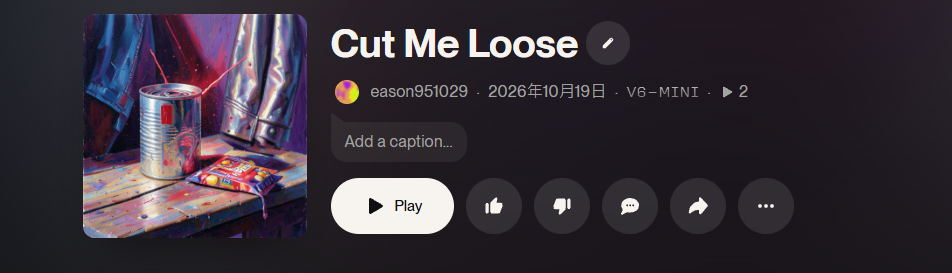 Cut Me Loose
eason951029 · 2026年10月19日 · V6-MINI · 2
Add a caption...
Play